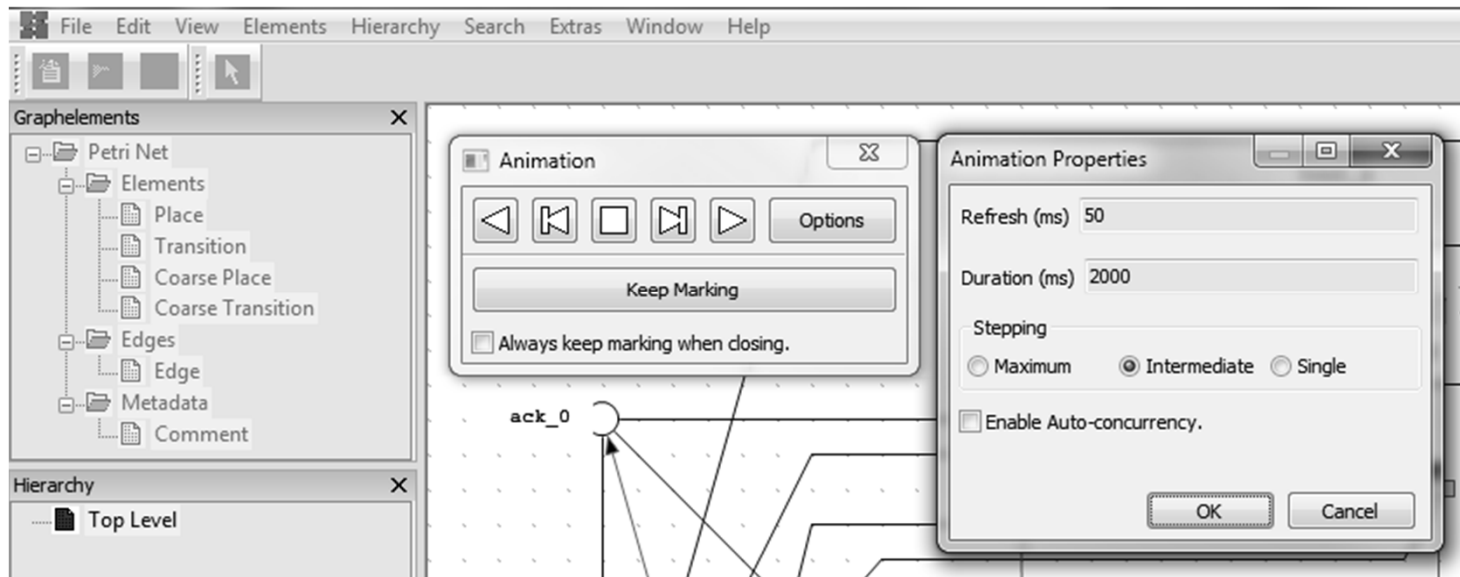 File Edit View Elements Hierarchy Search Extras Window Help
Graphelements
Petri Net
Elements
Place
Transition
Coarse Place
Coarse Transition
Edges
Edge
Metadata
Comment
Hierarchy
Top Level
Animation
Options
Keep Marking
Always keep marking when closing.
ack_0
Animation Properties
Refresh (ms) 50
Duration (ms) 2000
Stepping
Maximum Intermediate Single
Enable Auto-concurrency.
OK Cancel